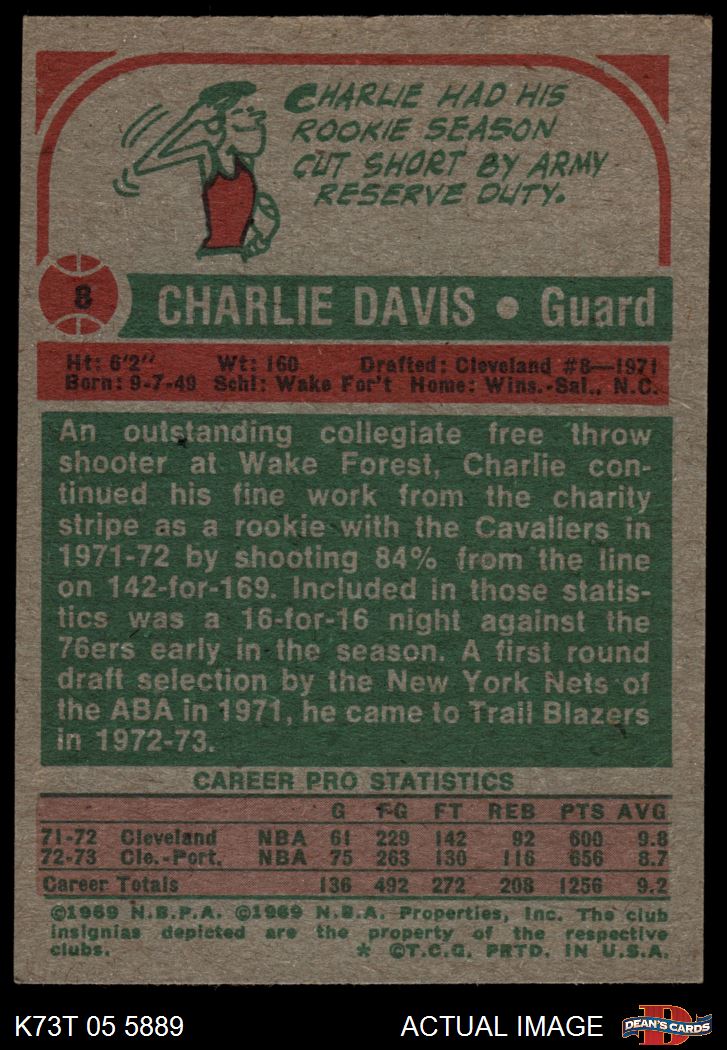 CHARLIE HAD HIS
ROOKIE SEASON
CUT SHORT BY ARMY
RESERVE DUTY.
8
CHARLIE DAVIS • Guard
Ht: 6'2" Wt: 160 Drafted: Cleveland #8—1971
Born: 9-7-49 Schl: Wake For't Home: Wins.-Sal., N.C.
An outstanding collegiate free throw
shooter at Wake Forest, Charlie con-
tinued his fine work from the charity
stripe as a rookie with the Cavaliers in
1971-72 by shooting 84% from the line
on 142-for-169. Included in those statis-
tics was a 16-for-16 night against the
76ers early in the season. A first round
draft selection by the New York Nets of
the ABA in 1971, he came to Trail Blazers
in 1972-73.
CAREER PRO STATISTICS
G FG FT REB PTS AVG
71-72 Cleveland NBA 61 229 142 92 600 9.8
72-73 Cle.-Port. NBA 75 263 130 116 656 8.7
Career Totals 136 492 272 208 1256 9.2
©1969 N.B.P.A. ©1969 N.B.A. Properties, Inc. The club
insignias depicted are the property of the respective
clubs. * ©T.C.G. PRTD. IN U.S.A.
K73T 05 5889 ACTUAL IMAGE
D
DEAN'S CARDS